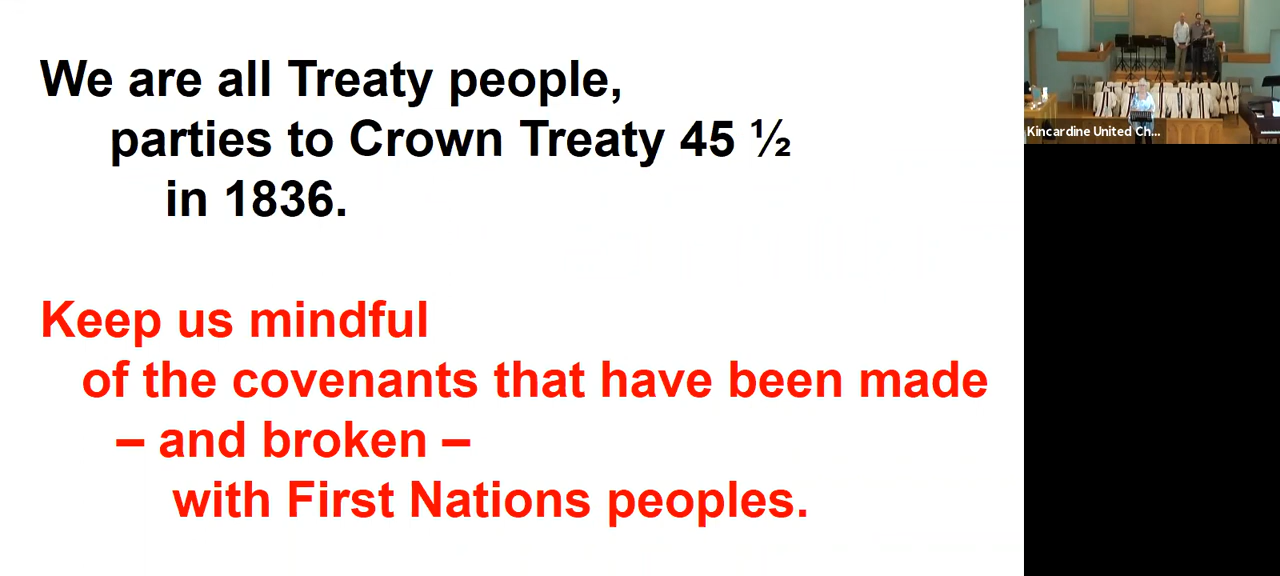 We are all Treaty people,
parties to Crown Treaty 45 ½
in 1836.
Keep us mindful
of the covenants that have been made
– and broken –
with First Nations peoples.
Kincardine United Ch...